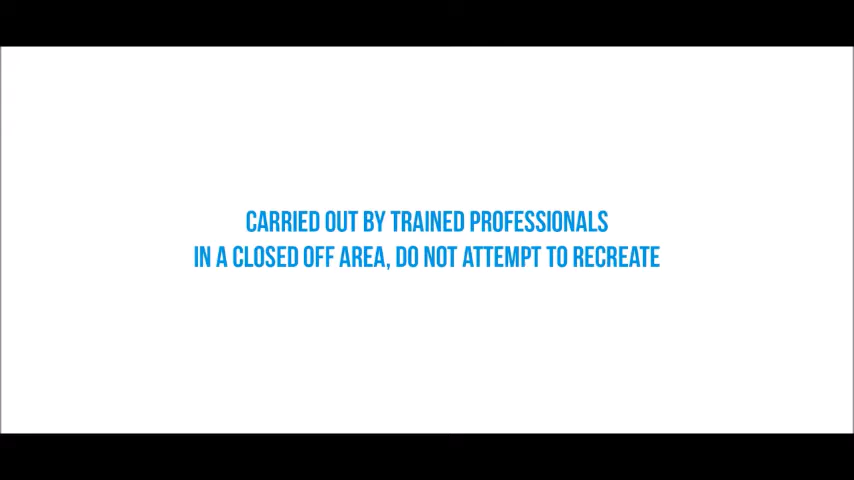 CARRIED OUT BY TRAINED PROFESSIONALS
IN A CLOSED OFF AREA, DO NOT ATTEMPT TO RECREATE